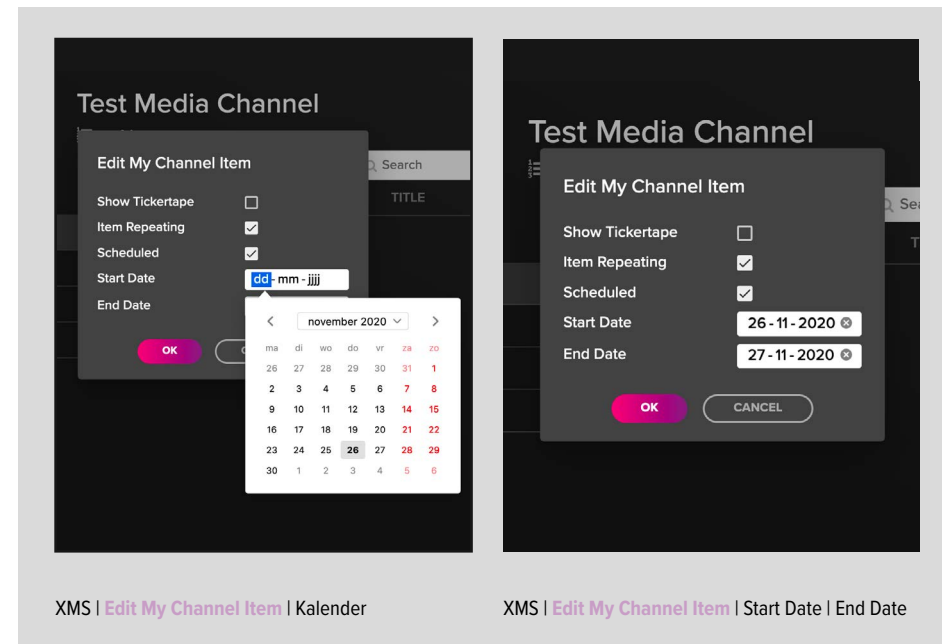 Test Media Channel
Edit My Channel Item
Search
TITLE
Show Tickertape
Item Repeating
Scheduled
Start Date dd - mm - jjjj
End Date
november 2020
ma di wo do vr za zo
26 27 28 29 30 31 1
2 3 4 5 6 7 8
9 10 11 12 13 14 15
16 17 18 19 20 21 22
23 24 25 26 27 28 29
30 1 2 3 4 5 6
OK
XMS | Edit My Channel Item | Kalender
Test Media Channel
Edit My Channel Item
Show Tickertape
Item Repeating
Scheduled
Start Date 26 - 11 - 2020
End Date 27 - 11 - 2020
OK CANCEL
XMS | Edit My Channel Item | Start Date | End Date